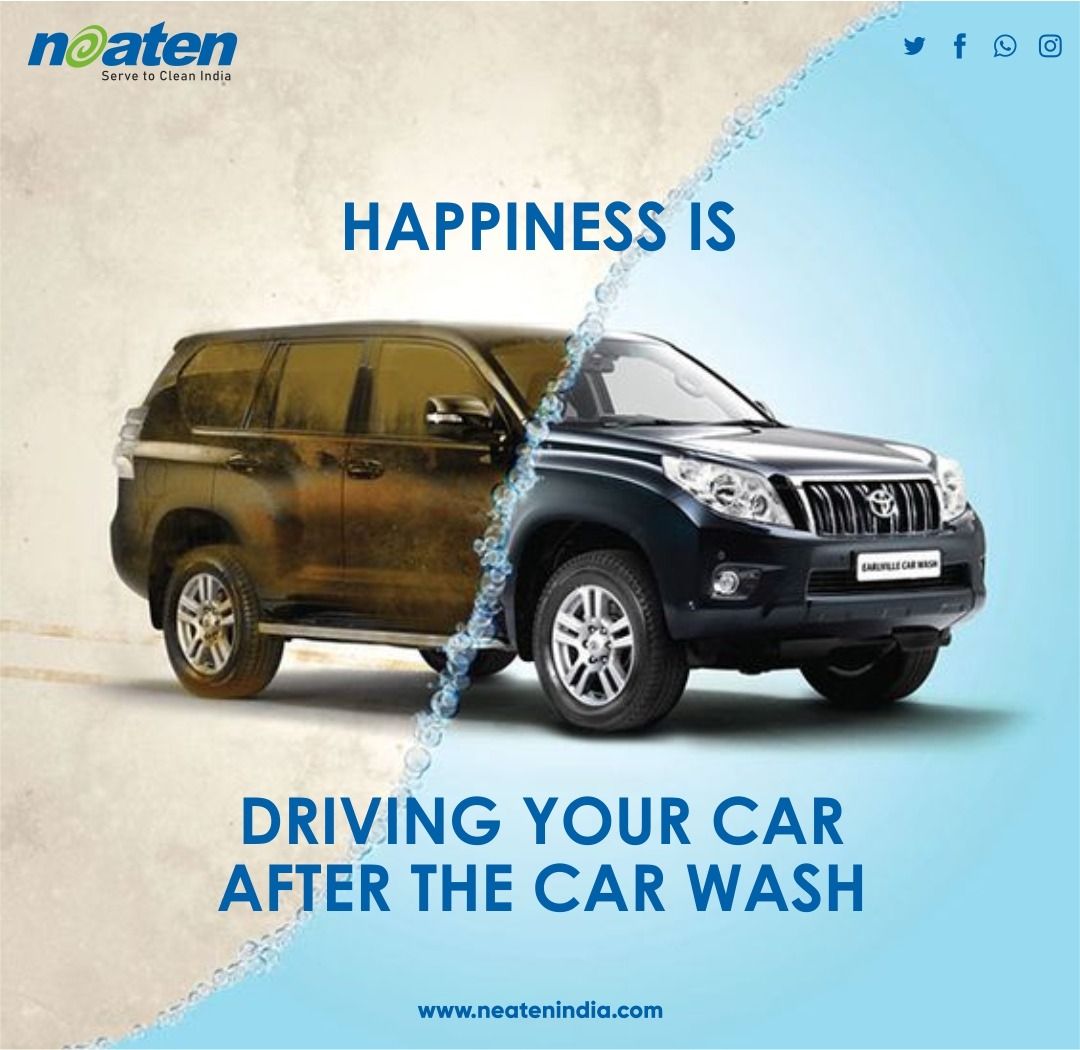 neaten
Serve to Clean India
HAPPINESS IS
EARLVILLE CAR WASH
DRIVING YOUR CAR
AFTER THE CAR WASH
www.neatenindia.com